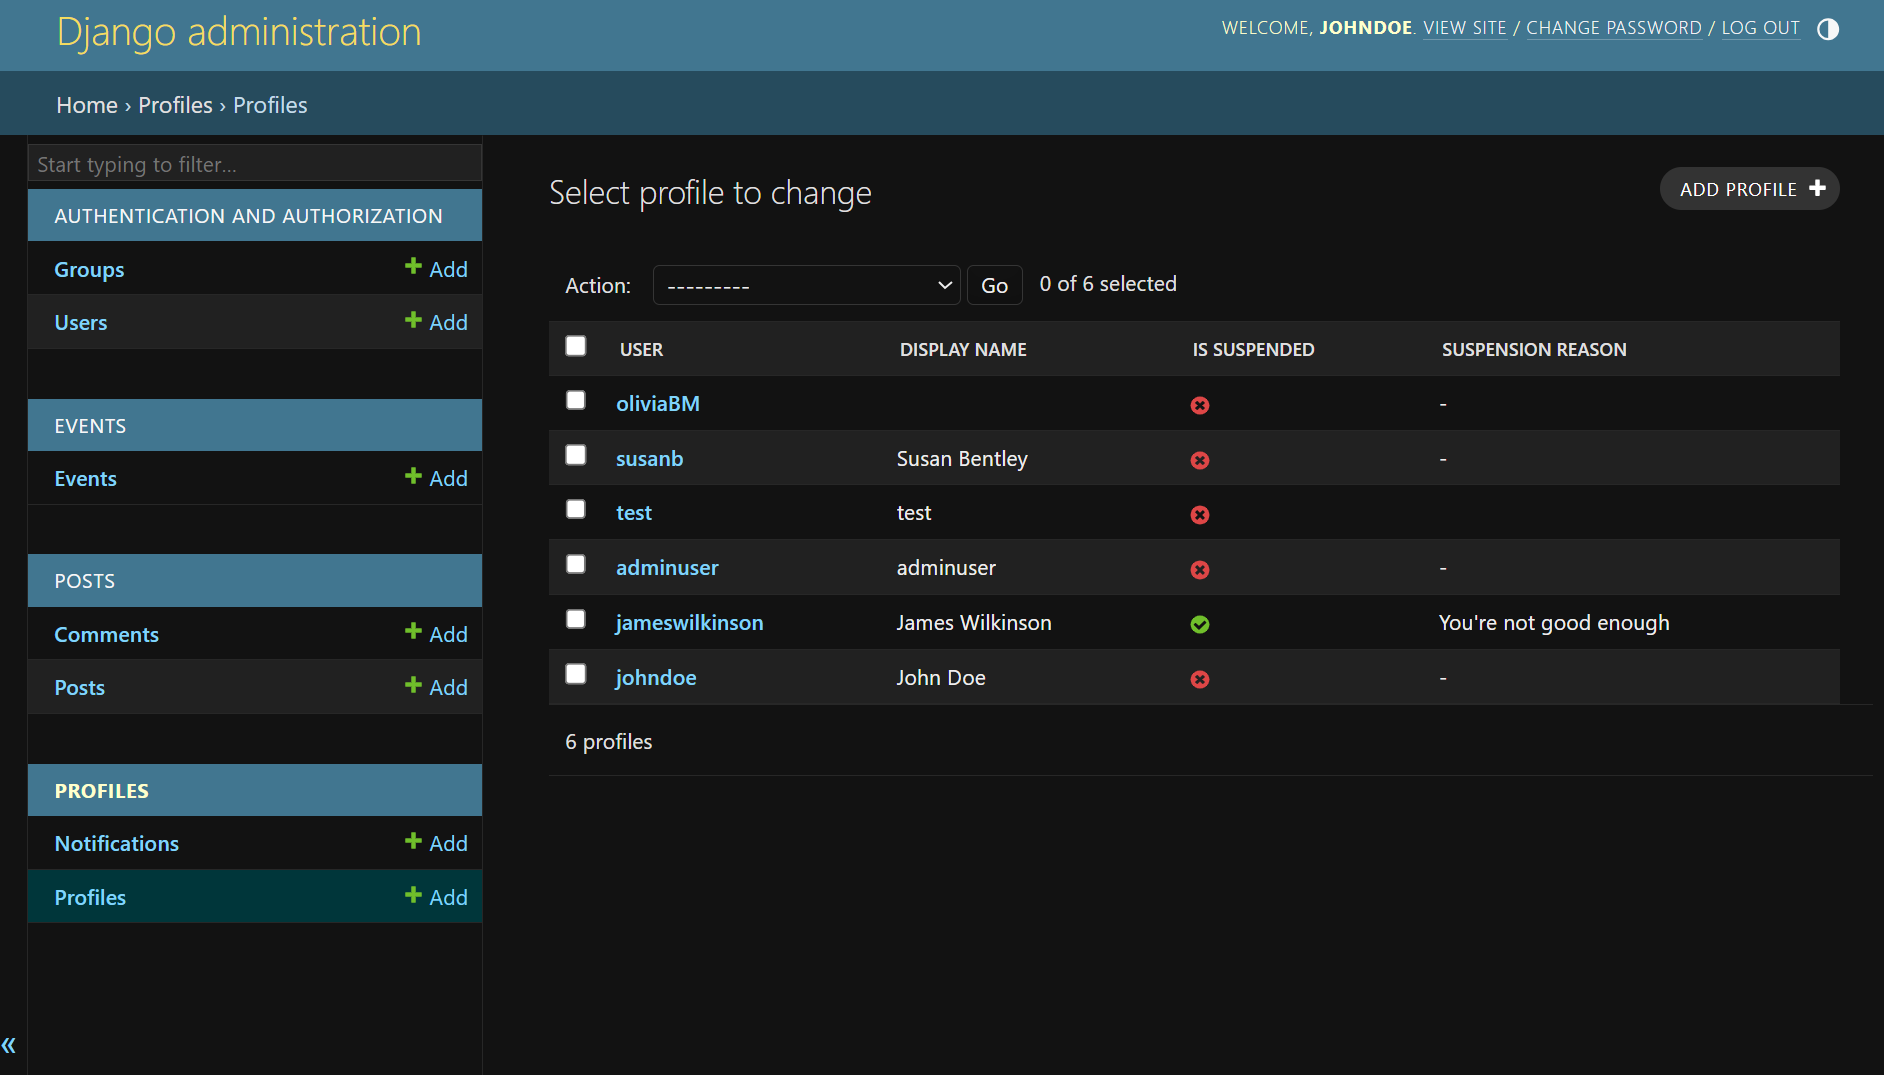 Django administration
WELCOME, JOHNDOE. VIEW SITE / CHANGE PASSWORD / LOG OUT
Home › Profiles › Profiles
Start typing to filter...
AUTHENTICATION AND AUTHORIZATION
Groups + Add
Users + Add
EVENTS
Events + Add
POSTS
Comments + Add
Posts + Add
PROFILES
Notifications + Add
Profiles + Add
«
Select profile to change
ADD PROFILE +
Action: --------- Go 0 of 6 selected
USER DISPLAY NAME IS SUSPENDED SUSPENSION REASON
oliviaBM -
susanb Susan Bentley -
test test
adminuser adminuser -
jameswilkinson James Wilkinson You're not good enough
johndoe John Doe -
6 profiles